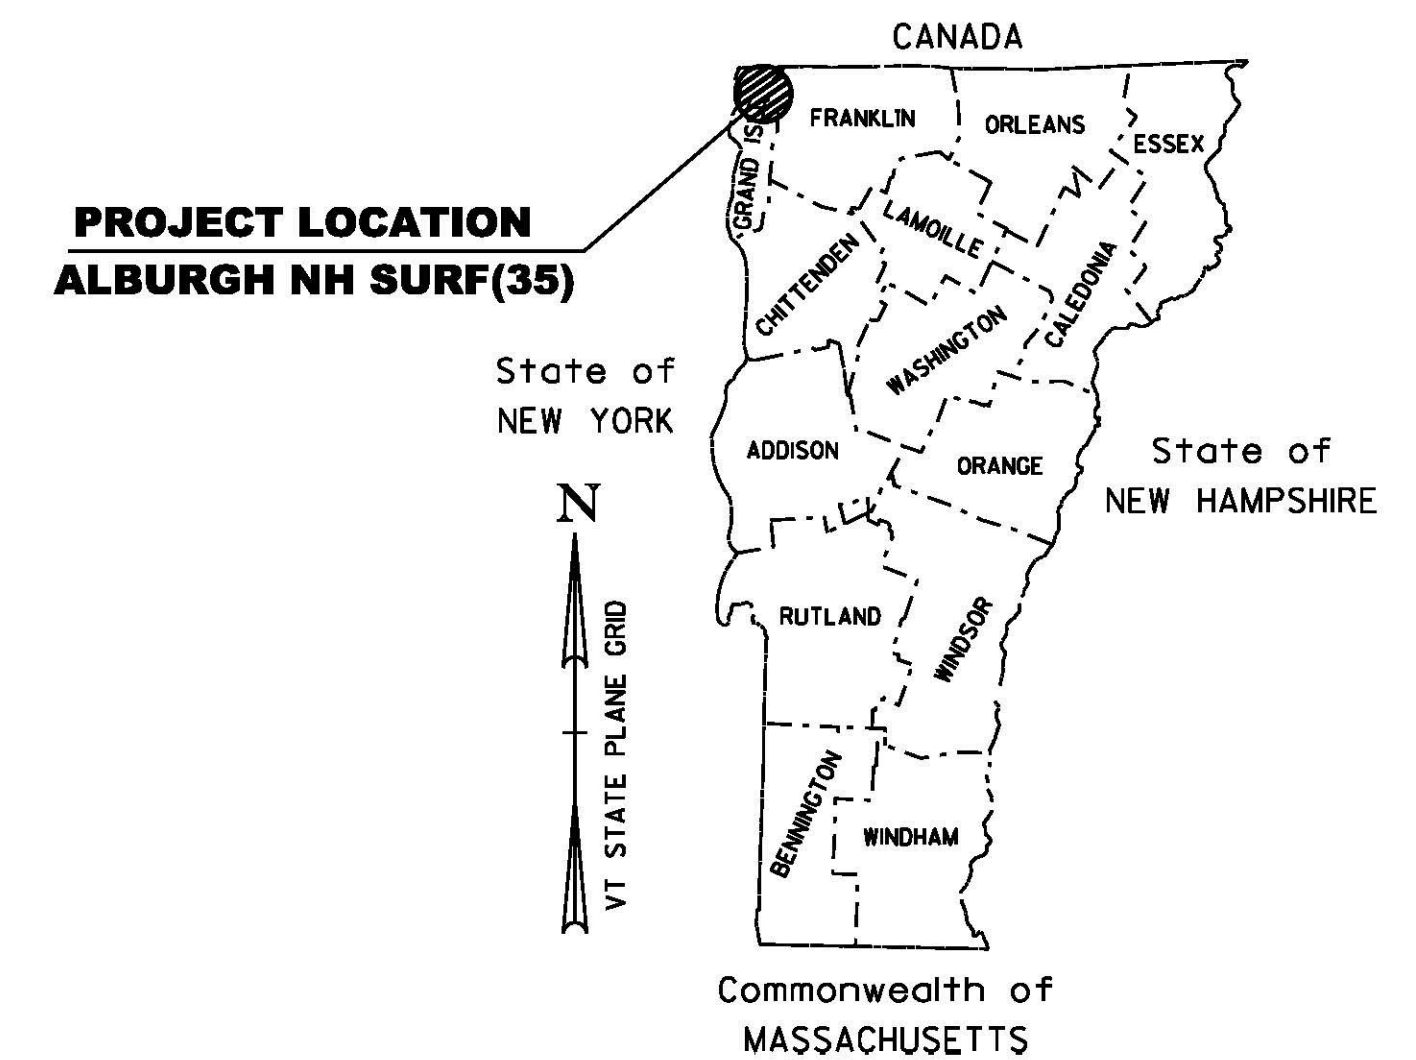 CANADA
FRANKLIN
ORLEANS
ESSEX
GRAND IS
PROJECT LOCATION
ALBURGH NH SURF(35)
LAMOILLE
CHITTENDEN
CALEDONIA
WASHINGTON
State of
NEW YORK
ADDISON
ORANGE
State of
NEW HAMPSHIRE
N
VT STATE PLANE GRID
RUTLAND
WINDSOR
BENNINGTON
WINDHAM
Commonwealth of
MASSACHUSETTS